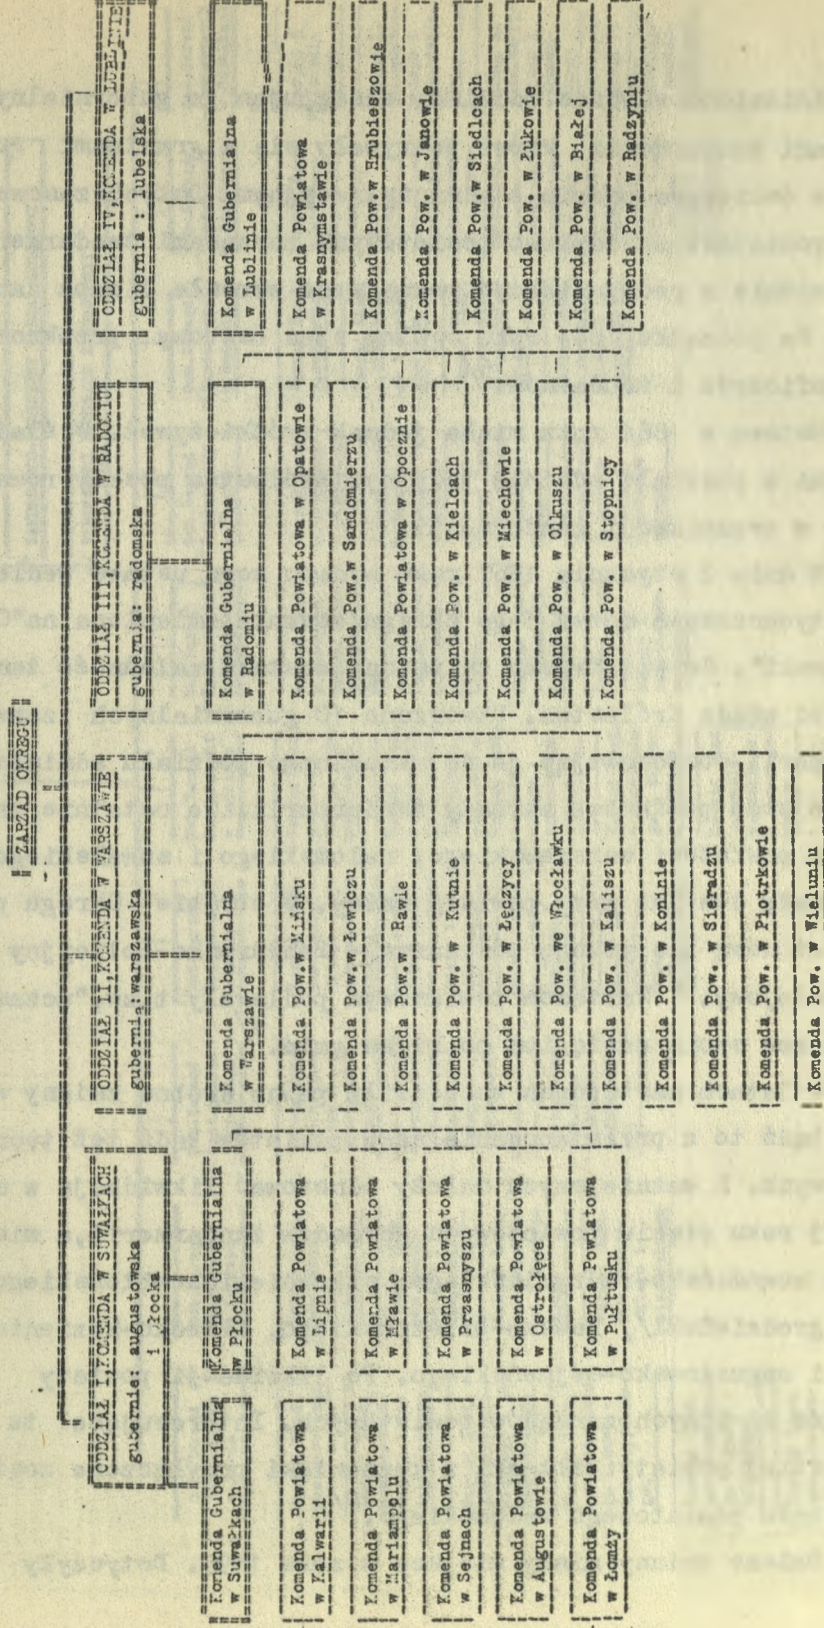 ZARZAD OKREGU
ODDZIAŁ I,KOMENDA W SUWAŁKACH
gubernie: augustowska
i płocka
Komenda Gubernialna
w Suwałkach
Komenda Powiatowa
w Kalwarii
Komenda Powiatowa
w Mariampolu
Komenda Powiatowa
w Sejnach
Komenda Powiatowa
w Augustowie
Komenda Powiatowa
w Łomży
Komenda Gubernialna
w Płocku
Komenda Powiatowa
w Lipnie
Komenda Powiatowa
w Mławie
Komenda Powiatowa
w Przasnyszu
Komenda Powiatowa
w Ostrołęce
Komenda Powiatowa
w Pułtusku
ODDZIAŁ II,KOMENDA W WARSZAWIE
gubernia:warszawska
Komenda Gubernialna
w Warszawie
Komenda Pow.w Mińsku
Komenda Pow.w Łowiczu
Komenda Pow.w Rawie
Komenda Pow. w Kutnie
Komenda Pow. w Łęczycy
Komenda Pow. we Włocławku
Komenda Pow. w Kaliszu
Komenda Pow. w Koninie
Komenda Pow. w Sieradzu
Komenda Pow. w Piotrkowie
Komenda Pow. w Wieluniu
ODDZIAŁ III,KOMENDA W RADOMIU
gubernia: radomska
Komenda Gubernialna
w Radomiu
Komenda Powiatowa w Opatowie
Komenda Pow.w Sandomierzu
Komenda Powiatowa w Opocznie
Komenda Pow. w Kielcach
Komenda Pow. w Miechowie
Komenda Pow. w Olkuszu
Komenda Pow. w Stopnicy
ODDZIAŁ IV,KOMENDA W LUBLINIE
gubernia : lubelska
Komenda Gubernialna
w Lublinie
Komenda Powiatowa
w Krasnymstawie
Komenda Pow.w Hrubieszowie
Komenda Pow. w Janowie
Komenda Pow.w Siedlcach
Komenda Pow. w Łukowie
Komenda Pow. w Białej
Komenda Pow. w Radzyniu